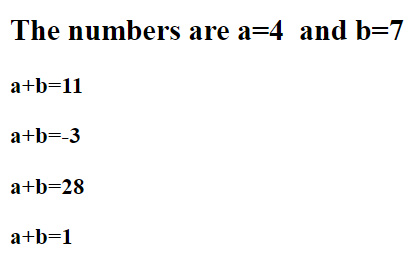 The numbers are a=4  and b=7
a+b=11
a+b=-3
a+b=28
a+b=1